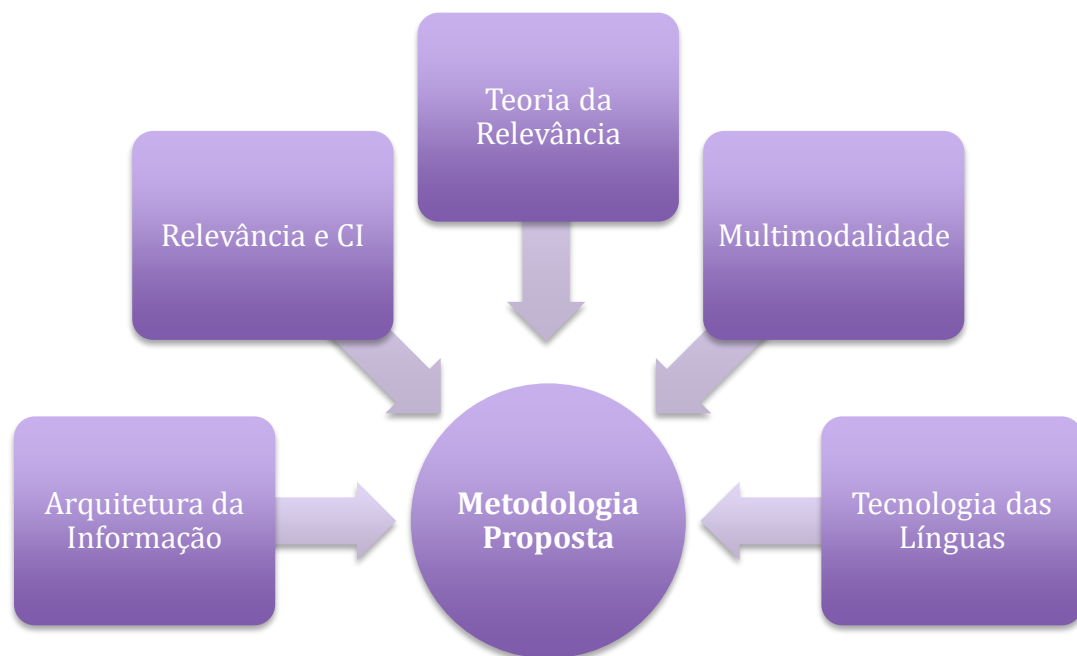 Teoria da
Relevância
Relevância e CI
Multimodalidade
Arquitetura da
Informação
Metodologia
Proposta
Tecnologia das
Línguas